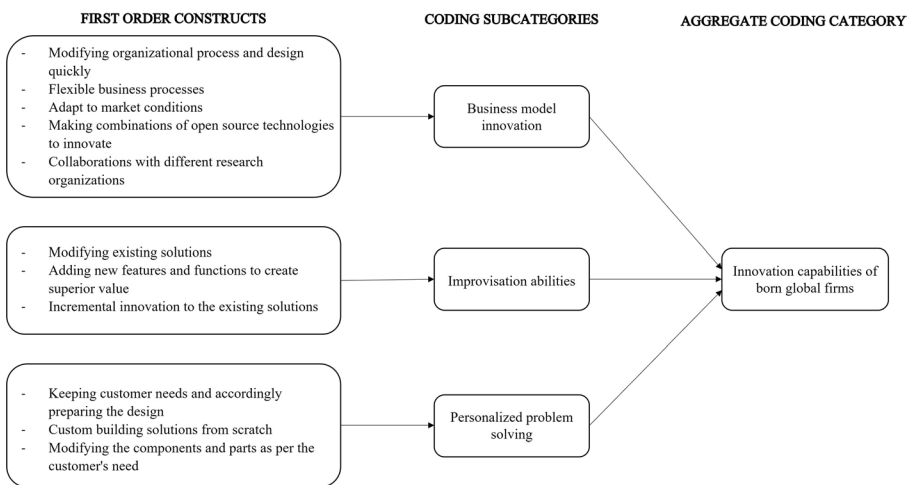 FIRST ORDER CONSTRUCTS
CODING SUBCATEGORIES
AGGREGATE CODING CATEGORY
- Modifying organizational process and design
quickly
- Flexible business processes
- Adapt to market conditions
- Making combinations of open source technologies
to innovate
- Collaborations with different research
organizations
Business model
innovation
- Modifying existing solutions
- Adding new features and functions to create
superior value
- Incremental innovation to the existing solutions
Improvisation abilities
Innovation capabilities of
born global firms
- Keeping customer needs and accordingly
preparing the design
- Custom building solutions from scratch
- Modifying the components and parts as per the
customer's need
Personalized problem
solving